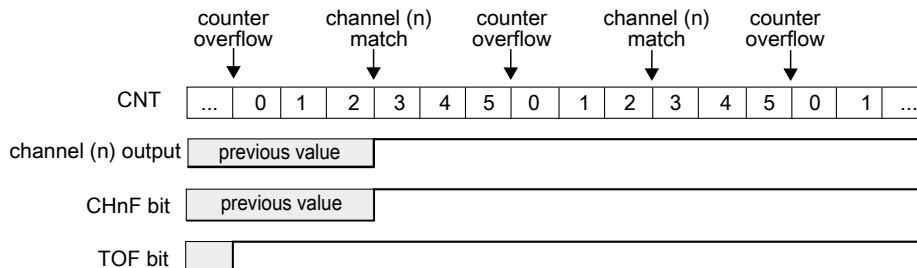 counter overflow
channel (n) match
counter overflow
channel (n) match
counter overflow
CNT ... 0 1 2 3 4 5 0 1 2 3 4 5 0 1 ...
channel (n) output previous value
CHnF bit previous value
TOF bit